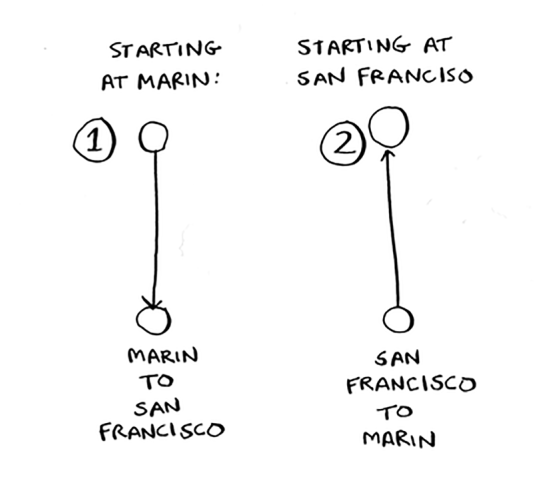 STARTING
AT MARIN:
1
MARIN
TO
SAN
FRANCISCO
STARTING AT
SAN FRANCISO
2
SAN
FRANCISCO
TO
MARIN